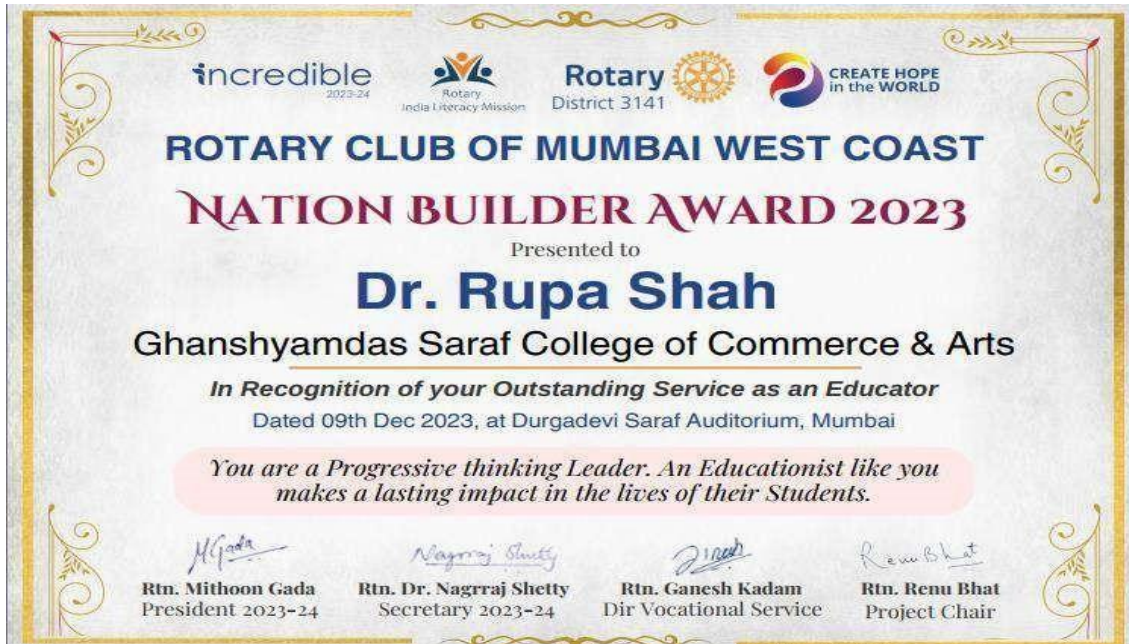 incredible
2023-24
Rotary
India Literacy Mission
Rotary
District 3141
CREATE HOPE
in the WORLD
ROTARY CLUB OF MUMBAI WEST COAST
NATION BUILDER AWARD 2023
Presented to
Dr. Rupa Shah
Ghanshyamdas Saraf College of Commerce & Arts
In Recognition of your Outstanding Service as an Educator
Dated 09th Dec 2023, at Durgadevi Saraf Auditorium, Mumbai
You are a Progressive thinking Leader. An Educationist like you
makes a lasting impact in the lives of their Students.
MGada Nagrraj Shetty RenuBhat
Rtn. Mithoon Gada Rtn. Dr. Nagrraj Shetty Rtn. Ganesh Kadam Rtn. Renu Bhat
President 2023-24 Secretary 2023-24 Dir Vocational Service Project Chair